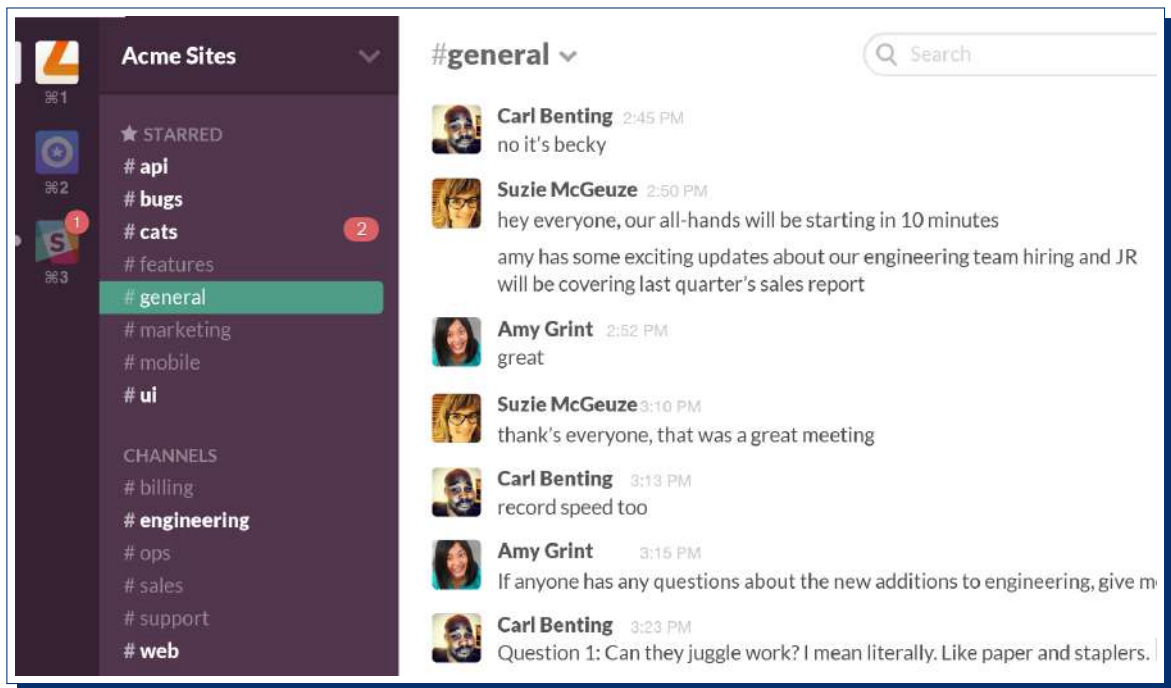 ⌘1
⌘2
1
S
⌘3
Acme Sites
★ STARRED
# api
# bugs
# cats 2
# features
# general
# marketing
# mobile
# ui
CHANNELS
# billing
# engineering
# ops
# sales
# support
# web
#general
Search
Carl Benting 2:45 PM
no it's becky
Suzie McGeuze 2:50 PM
hey everyone, our all-hands will be starting in 10 minutes
amy has some exciting updates about our engineering team hiring and JR
will be covering last quarter's sales report
Amy Grint 2:52 PM
great
Suzie McGeuze 3:10 PM
thank's everyone, that was a great meeting
Carl Benting 3:13 PM
record speed too
Amy Grint 3:15 PM
If anyone has any questions about the new additions to engineering, give
Carl Benting 3:23 PM
Question 1: Can they juggle work? I mean literally. Like paper and staplers.